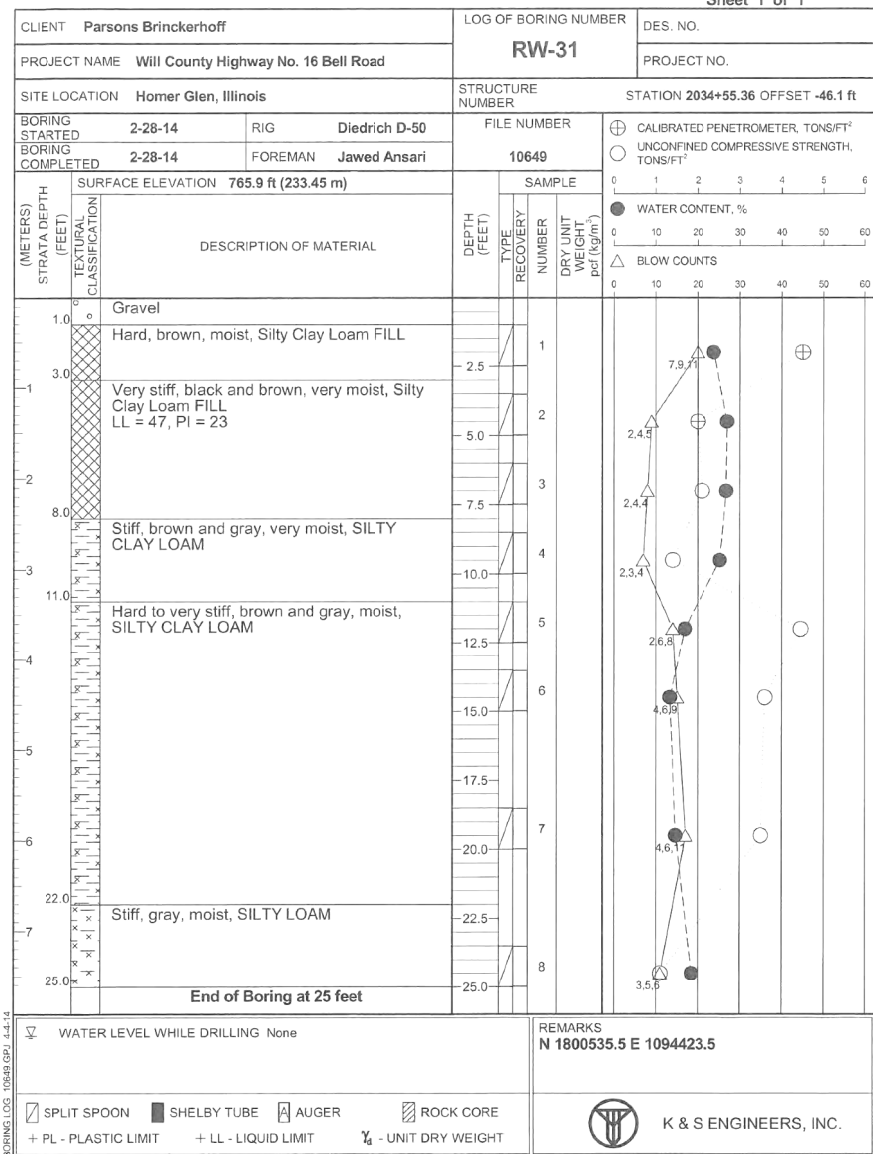 Sheet 1 of 1
CLIENT Parsons Brinckerhoff
LOG OF BORING NUMBER
RW-31
DES. NO.
PROJECT NAME Will County Highway No. 16 Bell Road
PROJECT NO.
SITE LOCATION Homer Glen, Illinois
STRUCTURE NUMBER
STATION 2034+55.36 OFFSET -46.1 ft
BORING STARTED 2-28-14
RIG Diedrich D-50
FILE NUMBER
10649
BORING COMPLETED 2-28-14
FOREMAN Jawed Ansari
CALIBRATED PENETROMETER, TONS/FT²
UNCONFINED COMPRESSIVE STRENGTH, TONS/FT²
0 1 2 3 4 5 6
WATER CONTENT, %
0 10 20 30 40 50 60
BLOW COUNTS
0 10 20 30 40 50 60
SURFACE ELEVATION 765.9 ft (233.45 m)
SAMPLE
(METERS)
STRATA DEPTH
(FEET)
TEXTURAL
CLASSIFICATION
DESCRIPTION OF MATERIAL
DEPTH
(FEET)
TYPE
RECOVERY
NUMBER
DRY UNIT
WEIGHT
pcf (kg/m³)
Gravel
1.0
Hard, brown, moist, Silty Clay Loam FILL
1
7,9,11
2.5
3.0
1
Very stiff, black and brown, very moist, Silty
Clay Loam FILL
LL = 47, PI = 23
2
2,4,5
5.0
2
3
2,4,4
7.5
8.0
Stiff, brown and gray, very moist, SILTY
CLAY LOAM
4
2,3,4
10.0
3
11.0
Hard to very stiff, brown and gray, moist,
SILTY CLAY LOAM
5
2,6,8
12.5
4
6
4,6,9
15.0
5
17.5
7
4,6,11
6
20.0
22.0
Stiff, gray, moist, SILTY LOAM
22.5
7
8
3,5,6
25.0
25.0
End of Boring at 25 feet
WATER LEVEL WHILE DRILLING None
REMARKS
N 1800535.5 E 1094423.5
SPLIT SPOON
SHELBY TUBE
A AUGER
ROCK CORE
+ PL - PLASTIC LIMIT
+ LL - LIQUID LIMIT
γd - UNIT DRY WEIGHT
K & S ENGINEERS, INC.
BORING LOG 10649.GPJ 4-4-14